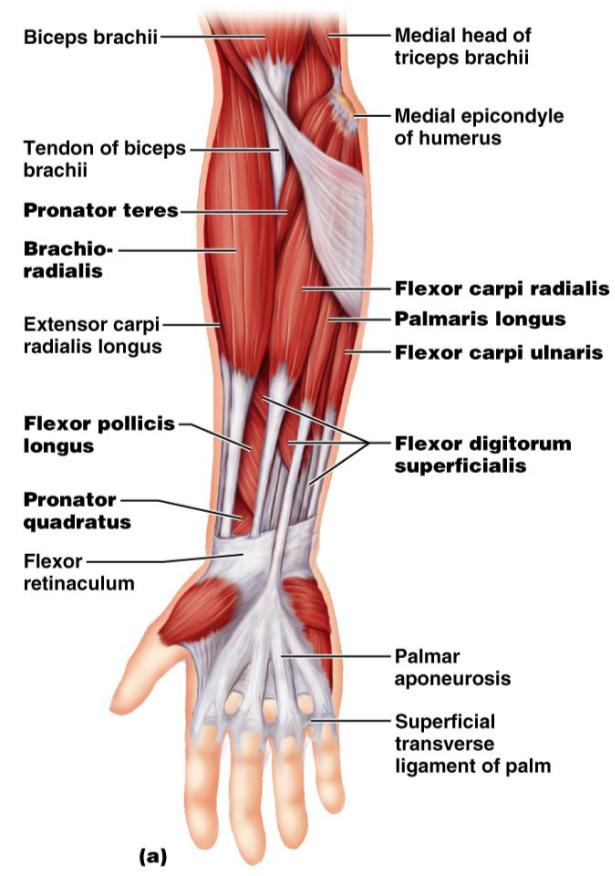 Biceps brachii
Medial head of
triceps brachii
Medial epicondyle
of humerus
Tendon of biceps
brachii
Pronator teres
Brachio-
radialis
Flexor carpi radialis
Palmaris longus
Extensor carpi
radialis longus
Flexor carpi ulnaris
Flexor pollicis
longus
Flexor digitorum
superficialis
Pronator
quadratus
Flexor
retinaculum
Palmar
aponeurosis
Superficial
transverse
ligament of palm
(a)